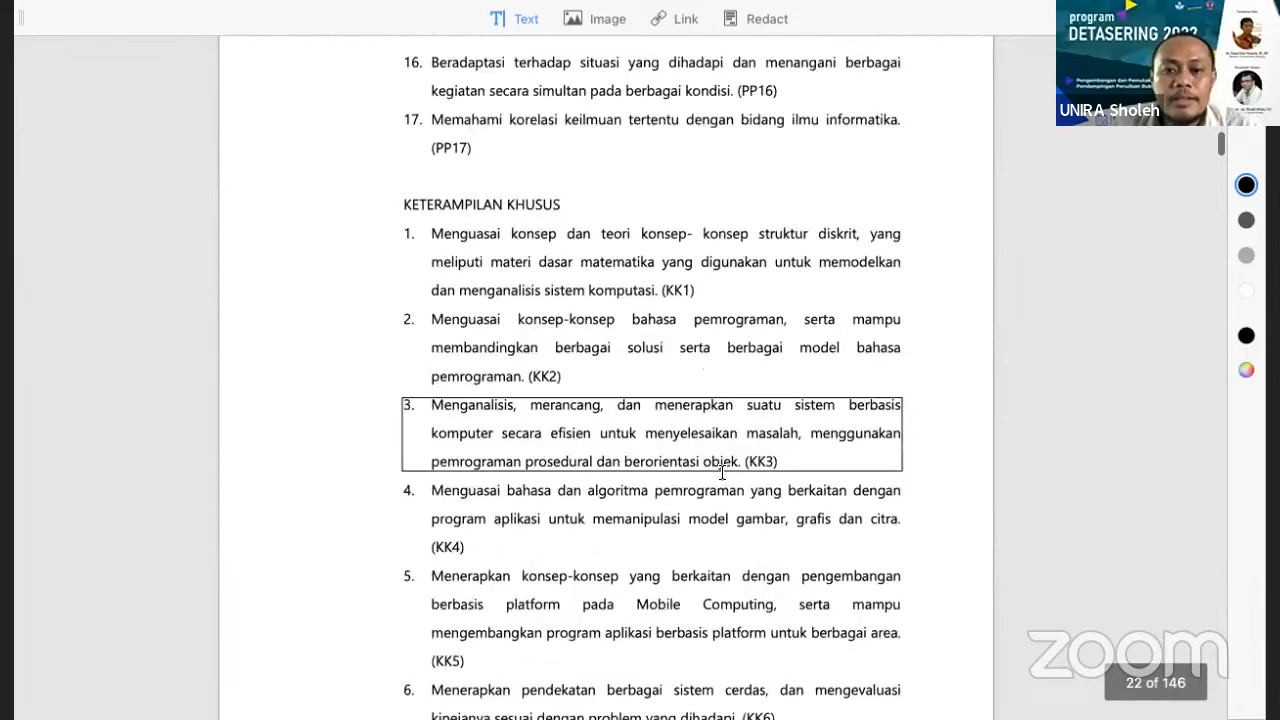 Text Image Link Redact
program
DETASERING 2022
UNIRA Sholeh
16. Beradaptasi terhadap situasi yang dihadapi dan menangani berbagai
kegiatan secara simultan pada berbagai kondisi. (PP16)
17. Memahami korelasi keilmuan tertentu dengan bidang ilmu informatika.
(PP17)
KETERAMPILAN KHUSUS
1. Menguasai konsep dan teori konsep- konsep struktur diskrit, yang
meliputi materi dasar matematika yang digunakan untuk memodelkan
dan menganalisis sistem komputasi. (KK1)
2. Menguasai konsep-konsep bahasa pemrograman, serta mampu
membandingkan berbagai solusi serta berbagai model bahasa
pemrograman. (KK2)
3. Menganalisis, merancang, dan menerapkan suatu sistem berbasis
komputer secara efisien untuk menyelesaikan masalah, menggunakan
pemrograman prosedural dan berorientasi objek. (KK3)
4. Menguasai bahasa dan algoritma pemrograman yang berkaitan dengan
program aplikasi untuk memanipulasi model gambar, grafis dan citra.
(KK4)
5. Menerapkan konsep-konsep yang berkaitan dengan pengembangan
berbasis platform pada Mobile Computing, serta mampu
mengembangkan program aplikasi berbasis platform untuk berbagai area.
(KK5)
6. Menerapkan pendekatan berbagai sistem cerdas, dan mengevaluasi
kinejanya sesuai dengan problem yang dihadapi. (KK6)
zoom
22 of 146